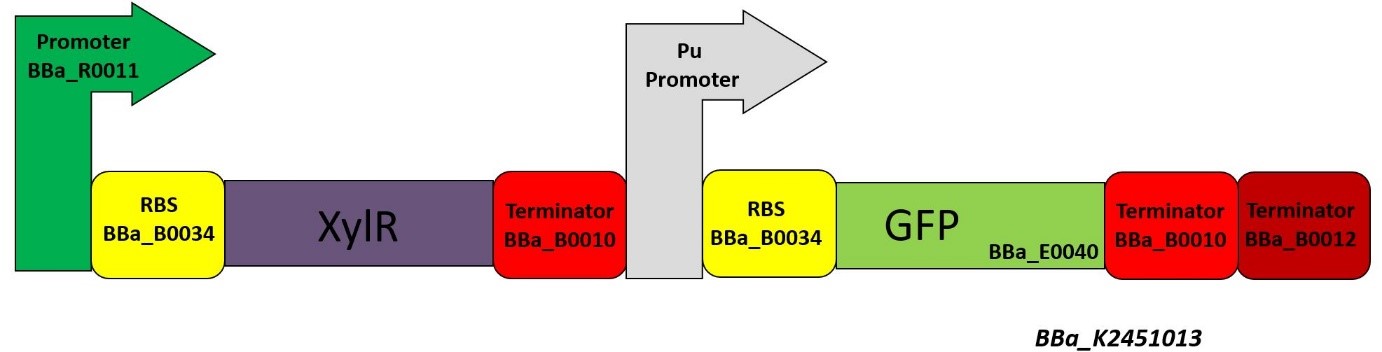 Promoter
BBa_R0011
Pu
Promoter
RBS
BBa_B0034
XylR
Terminator
BBa_B0010
RBS
BBa_B0034
GFP
BBa_E0040
Terminator
BBa_B0010
Terminator
BBa_B0012
BBa_K2451013